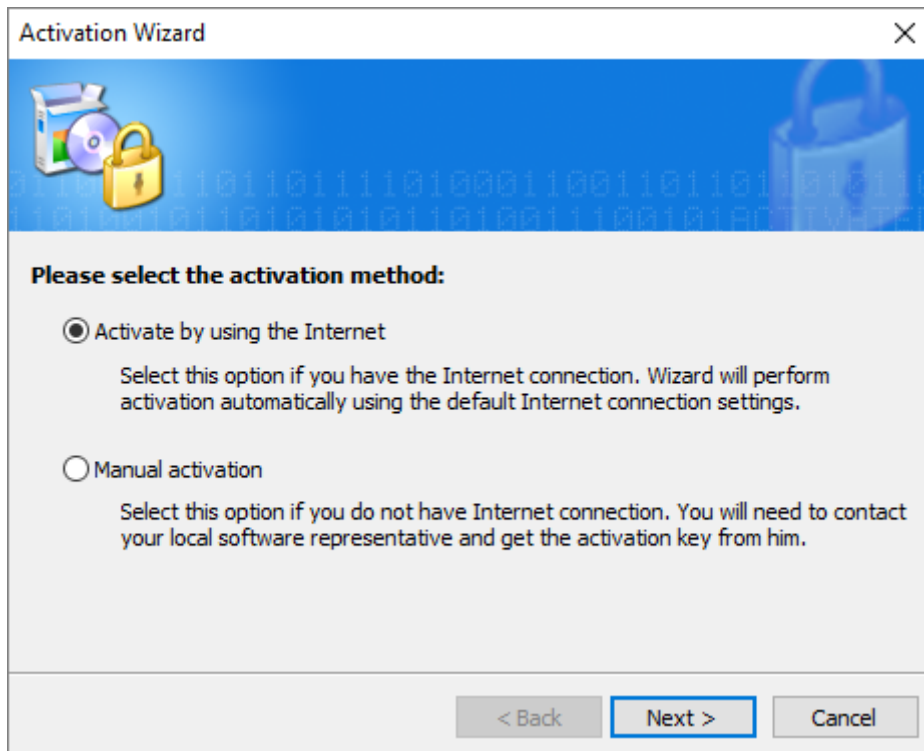 Activation Wizard
Please select the activation method:
Activate by using the Internet
Select this option if you have the Internet connection. Wizard will perform
activation automatically using the default Internet connection settings.
Manual activation
Select this option if you do not have Internet connection. You will need to contact
your local software representative and get the activation key from him.
< Back
Next >
Cancel